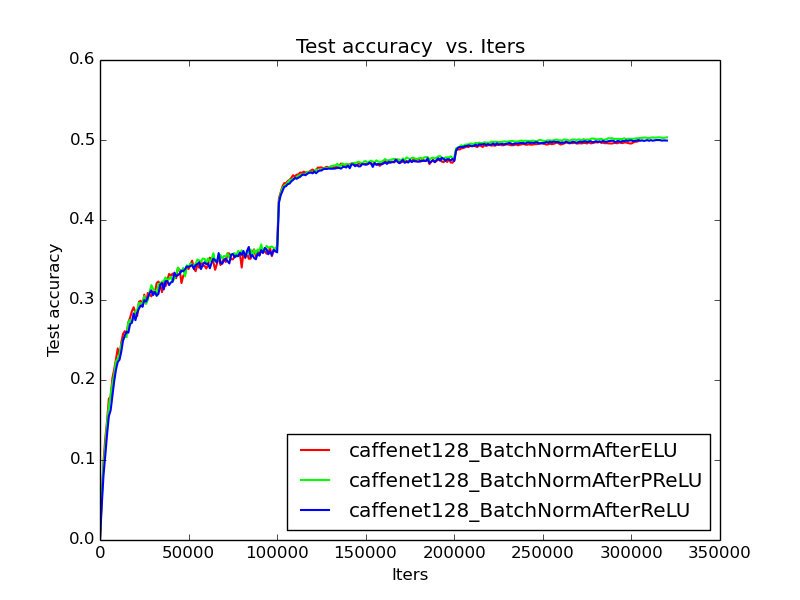 Test accuracy  vs. Iters
0.6
0.5
0.4
0.3
0.2
0.1
0.0
Test accuracy
caffenet128_BatchNormAfterELU
caffenet128_BatchNormAfterPReLU
caffenet128_BatchNormAfterReLU
0 50000 100000 150000 200000 250000 300000 350000
Iters